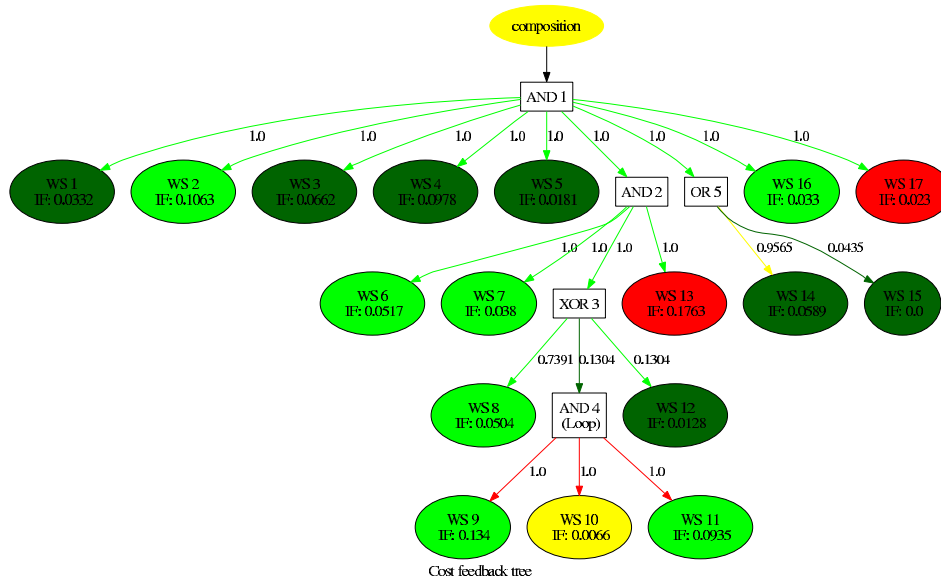 composition
AND 1
1.0
1.0
1.0
1.0
1.0
1.0
1.0
1.0
1.0
WS 1
IF: 0.0332
WS 2
IF: 0.1063
WS 3
IF: 0.0662
WS 4
IF: 0.0978
WS 5
IF: 0.0181
AND 2
OR 5
WS 16
IF: 0.033
WS 17
IF: 0.023
1.0
1.0
1.0
1.0
0.9565
0.0435
WS 6
IF: 0.0517
WS 7
IF: 0.038
XOR 3
WS 13
IF: 0.1763
WS 14
IF: 0.0589
WS 15
IF: 0.0
0.7391
0.1304
0.1304
WS 8
IF: 0.0504
AND 4
(Loop)
WS 12
IF: 0.0128
1.0
1.0
1.0
WS 9
IF: 0.134
WS 10
IF: 0.0066
WS 11
IF: 0.0935
Cost feedback tree